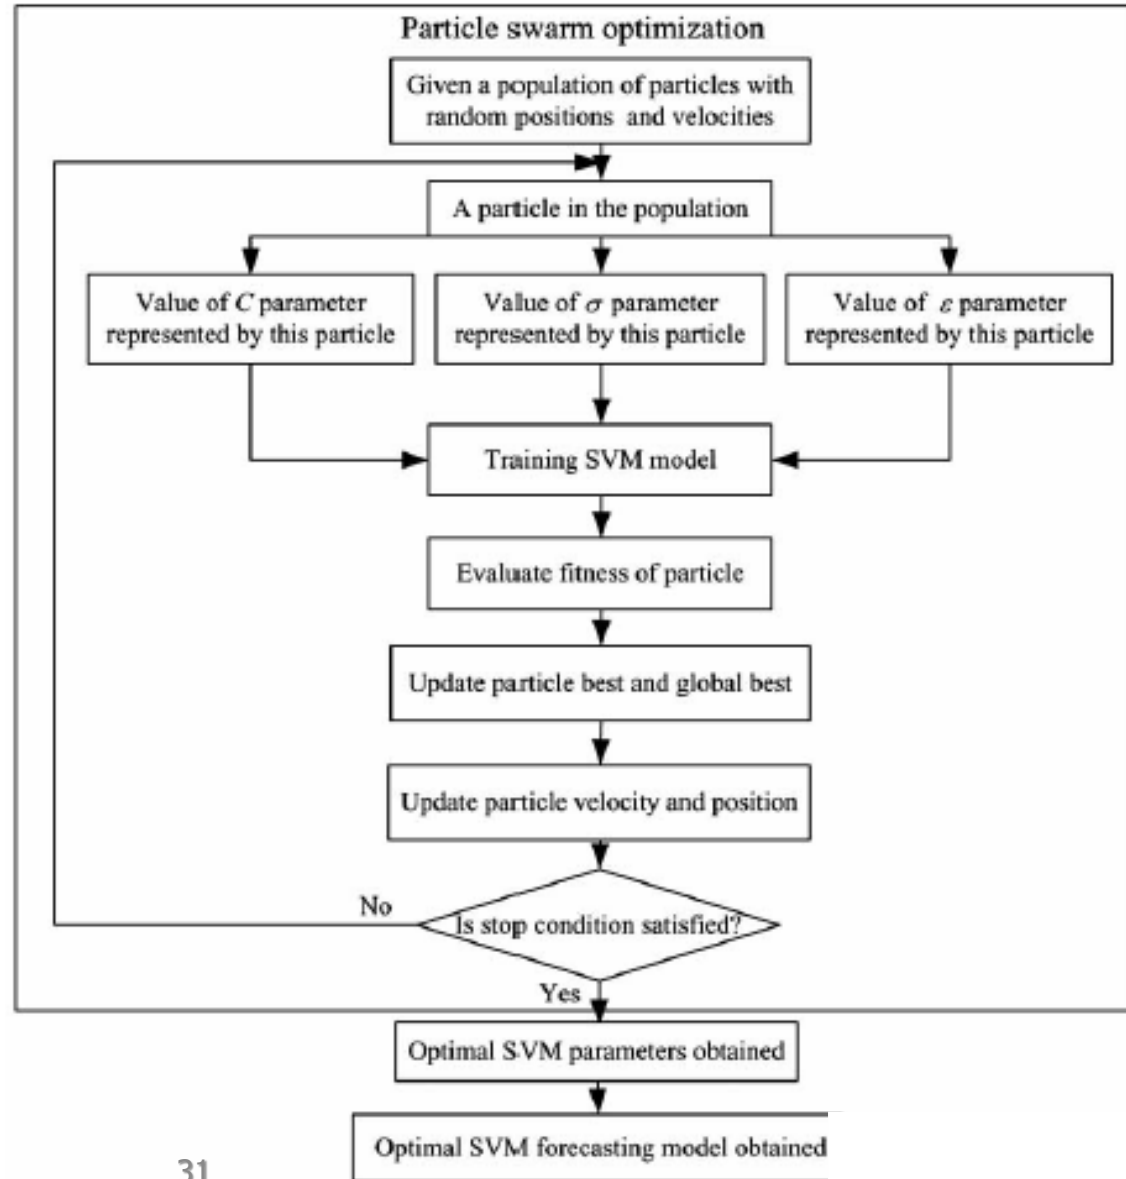 Particle swarm optimization
Given a population of particles with
random positions and velocities
A particle in the population
Value of C parameter
represented by this particle
Value of σ parameter
represented by this particle
Value of ε parameter
represented by this particle
Training SVM model
Evaluate fitness of particle
Update particle best and global best
Update particle velocity and position
No
Is stop condition satisfied?
Yes
Optimal SVM parameters obtained
Optimal SVM forecasting model obtained
31